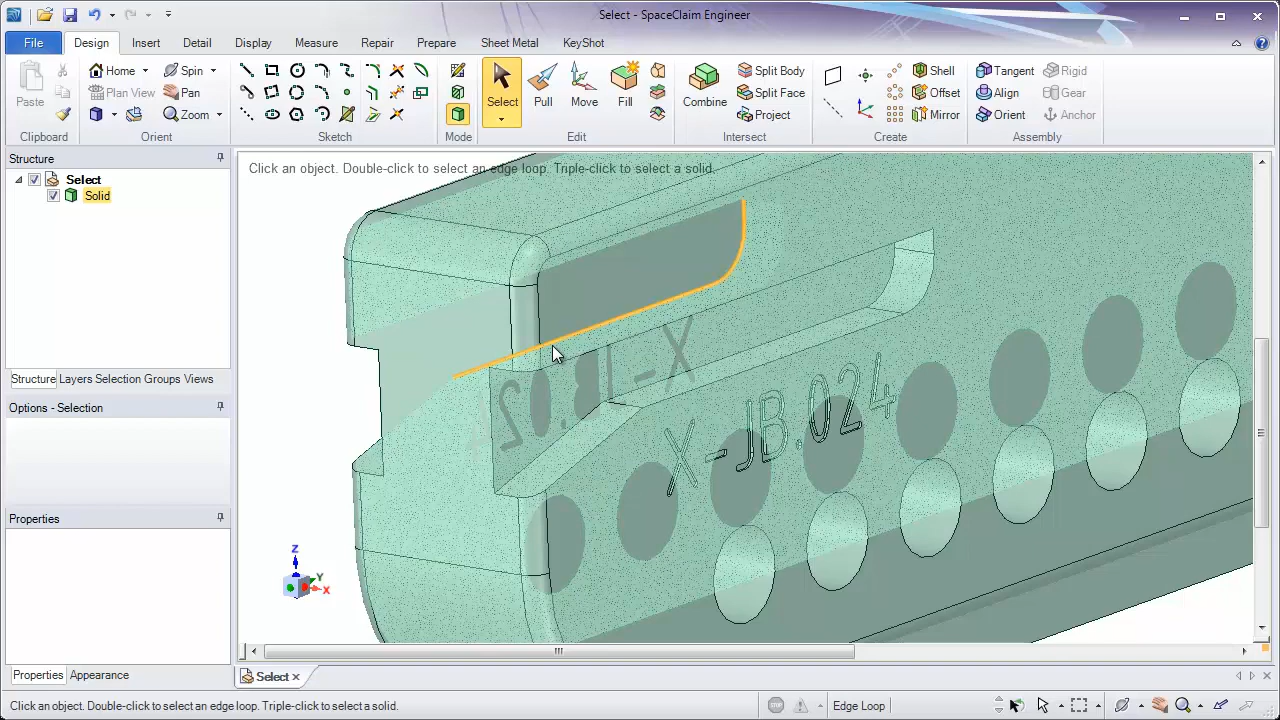 Select - SpaceClaim Engineer
File Design Insert Detail Display Measure Repair Prepare Sheet Metal KeyShot
Paste
Clipboard
Home Spin
Plan View Pan
Zoom
Orient
Sketch
Mode
Select Pull Move Fill
Edit
Combine
Split Body
Split Face
Project
Intersect
Shell
Offset
Mirror
Create
Tangent Rigid
Align Gear
Orient Anchor
Assembly
Structure
Select
Solid
Structure Layers Selection Groups Views
Options - Selection
Properties
Properties Appearance
Click an object. Double-click to select an edge loop. Triple-click to select a solid.
X-JB.024
X-JB.024
Z
Y
X
Select
Click an object. Double-click to select an edge loop. Triple-click to select a solid.
Edge Loop